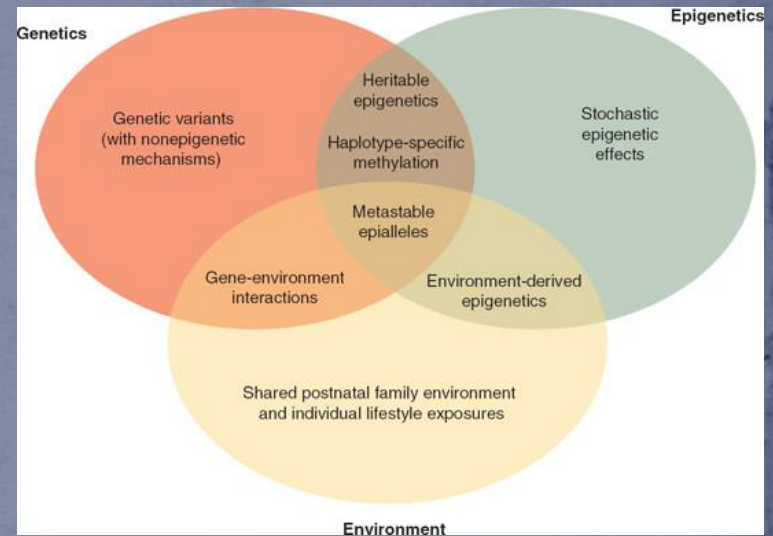 Genetics
Epigenetics
Genetic variants
(with nonepigenetic
mechanisms)
Heritable
epigenetics
Haplotype-specific
methylation
Stochastic
epigenetic
effects
Metastable
epialleles
Gene-environment
interactions
Environment-derived
epigenetics
Shared postnatal family environment
and individual lifestyle exposures
Environment